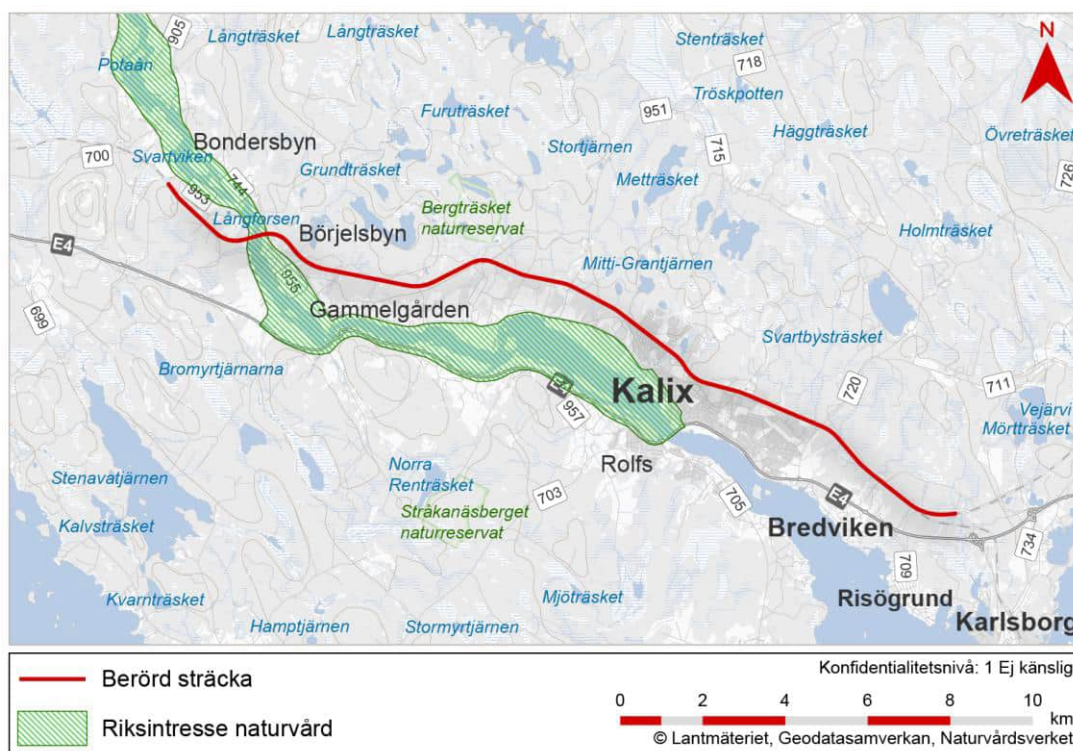 905
Långträsket
Långträsket
Stenträsket
N
Potaån
718
Tröskpotten
Furuträsket
951
Häggträsket
Övreträsket
Bondersbyn
Stortjärnen
715
700
Svartviken
Grundträsket
Metträsket
726
744
953
Bergträsket
naturreservat
Långforsen
Börjelsbyn
Holmträsket
E4
Mitti-Grantjärnen
955
Gammelgården
699
Svartbysträsket
Bromyrtjärnarna
E4
Kalix
720
711
957
Vejärvi
Mörtträsket
Rolfs
Norra
Renträsket
Stenavatjärnen
703
705
E4
Stråkanäsberget
naturreservat
Kalvsträsket
Bredviken
734
709
Kvarnträsket
Mjöträsket
Risögrund
Hamptjärnen
Stormyrtjärnen
Karlsborg
Berörd sträcka
Riksintresse naturvård
Konfidentialitetsnivå: 1 Ej känslig
0 2 4 6 8 10
km
© Lantmäteriet, Geodatasamverkan, Naturvårdsverket